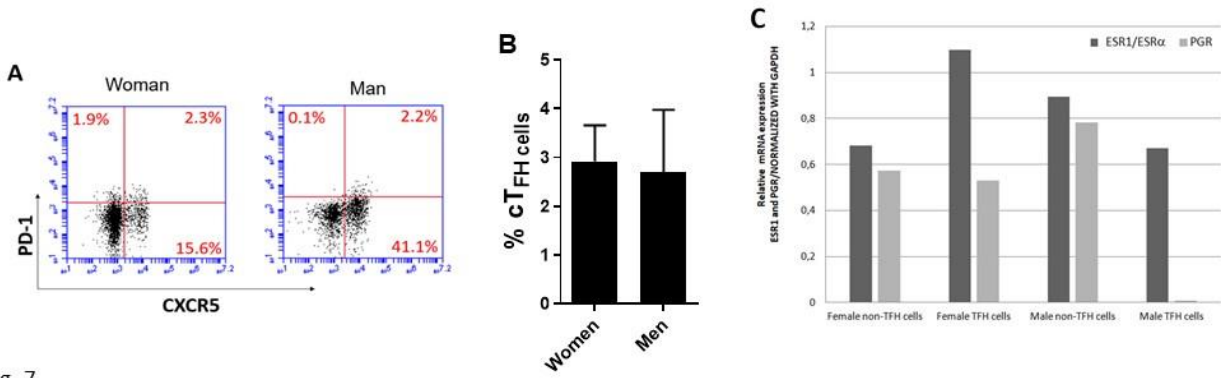 A
Woman
Man
1.9%
2.3%
15.6%
0.1%
2.2%
41.1%
PD-1
CXCR5
B
% cTFH cells
5
4
3
2
1
0
Women
Men
C
Relative mRNA expression
ESR1 and PGR/NORMALIZED WITH GAPDH
1,2
1
0,8
0,6
0,4
0,2
0
ESR1/ESRα
PGR
Female non-TFH cells
Female TFH cells
Male non-TFH cells
Male TFH cells